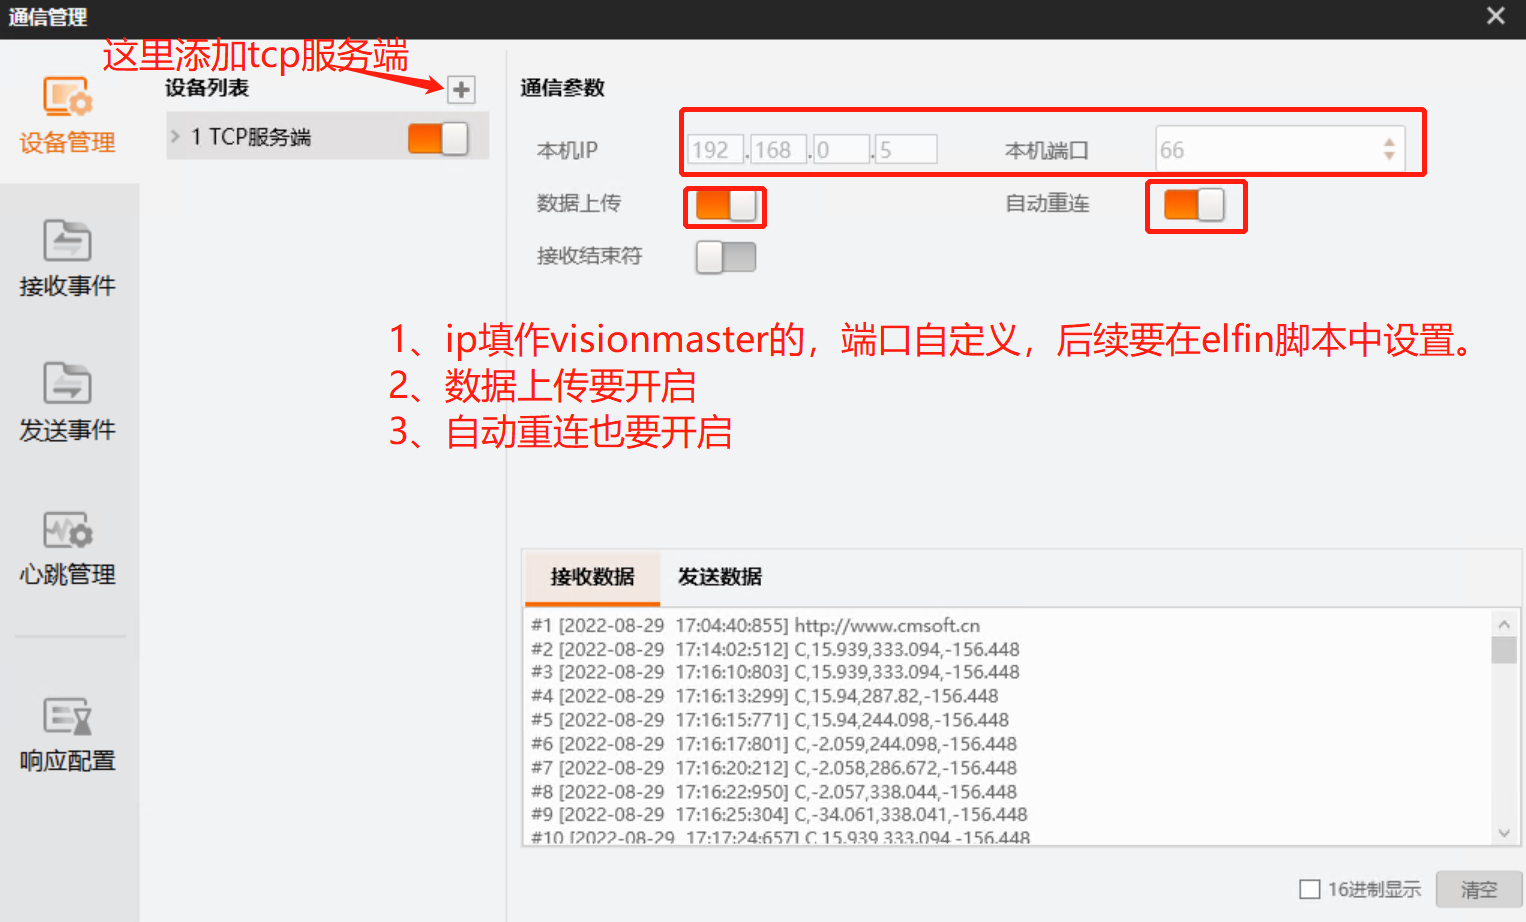 通信管理
这里添加tcp服务端
设备管理
接收事件
发送事件
心跳管理
响应配置
设备列表
1 TCP服务端
通信参数
本机IP 192.168.0.5 本机端口 66
数据上传 自动重连
接收结束符
1、ip填作visionmaster的，端口自定义，后续要在elfin脚本中设置。
2、数据上传要开启
3、自动重连也要开启
接收数据 发送数据
#1 [2022-08-29 17:04:40:855] http://www.cmsoft.cn
#2 [2022-08-29 17:14:02:512] C,15.939,333.094,-156.448
#3 [2022-08-29 17:16:10:803] C,15.939,333.094,-156.448
#4 [2022-08-29 17:16:13:299] C,15.94,287.82,-156.448
#5 [2022-08-29 17:16:15:771] C,15.94,244.098,-156.448
#6 [2022-08-29 17:16:17:801] C,-2.059,244.098,-156.448
#7 [2022-08-29 17:16:20:212] C,-2.058,286.672,-156.448
#8 [2022-08-29 17:16:22:950] C,-2.057,338.044,-156.448
#9 [2022-08-29 17:16:25:304] C,-34.061,338.041,-156.448
#10 [2022-08-29 17:17:24:657] C,15.939,333.094,-156.448
16进制显示 清空